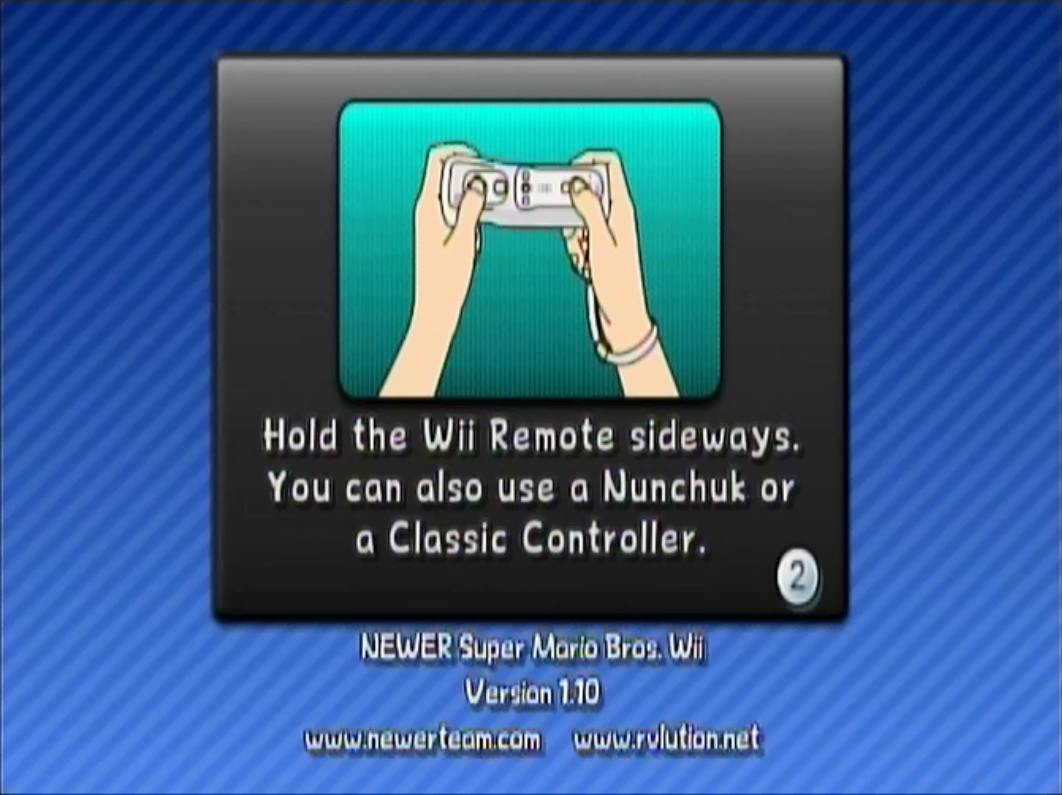 Hold the Wii Remote sideways.
You can also use a Nunchuk or
a Classic Controller.
2
NEWER Super Mario Bros. Wii
Version 1.10
www.newerteam.com www.rvlution.net